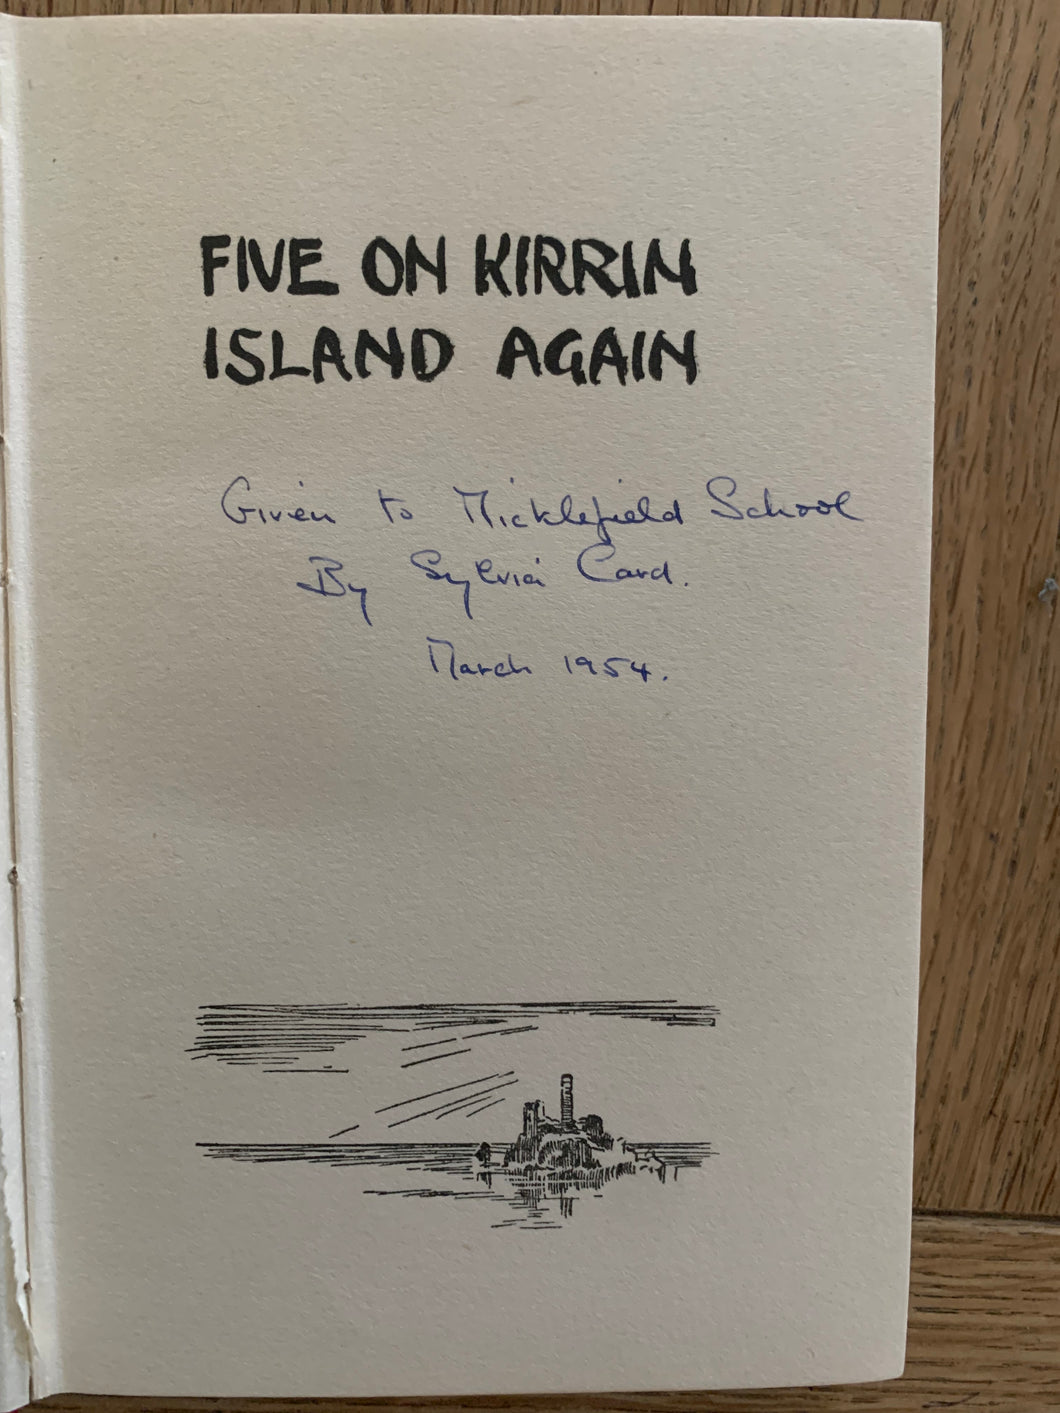 FIVE ON KIRRIN
ISLAND AGAIN
Given to Micklefield School
By Sylvia Card.
March 1954.